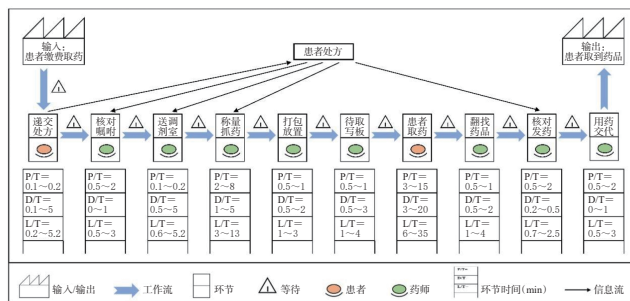 输入：
患者缴费取药
患者处方
输出：
患者取到药品
递交
处方
核对
嘱咐
送调
剂室
称量
抓药
打包
放置
待取
写板
患者
取药
翻找
药品
核对
发药
用药
交代
P/T=
0.1～0.2
P/T=
0.5～2
P/T=
0.1～0.2
P/T=
2～8
P/T=
0.5～1
P/T=
0.5～1
P/T=
3～15
P/T=
0.5～1
P/T=
0.5～2
P/T=
0.5～2
D/T=
0.1～5
D/T=
0～1
D/T=
0.5～5
D/T=
1～5
D/T=
0.5～2
D/T=
0.5～3
D/T=
3～20
D/T=
0.5～2
D/T=
0.2～0.5
D/T=
0～1
L/T=
0.2～5.2
L/T=
0.5～3
L/T=
0.6～5.2
L/T=
3～13
L/T=
1～3
L/T=
1～4
L/T=
6～35
L/T=
1～4
L/T=
0.7～2.5
L/T=
0.5～3
输入/输出
工作流
环节
等待
患者
药师
P/T=
D/T=
L/T=
环节时间(min)
信息流